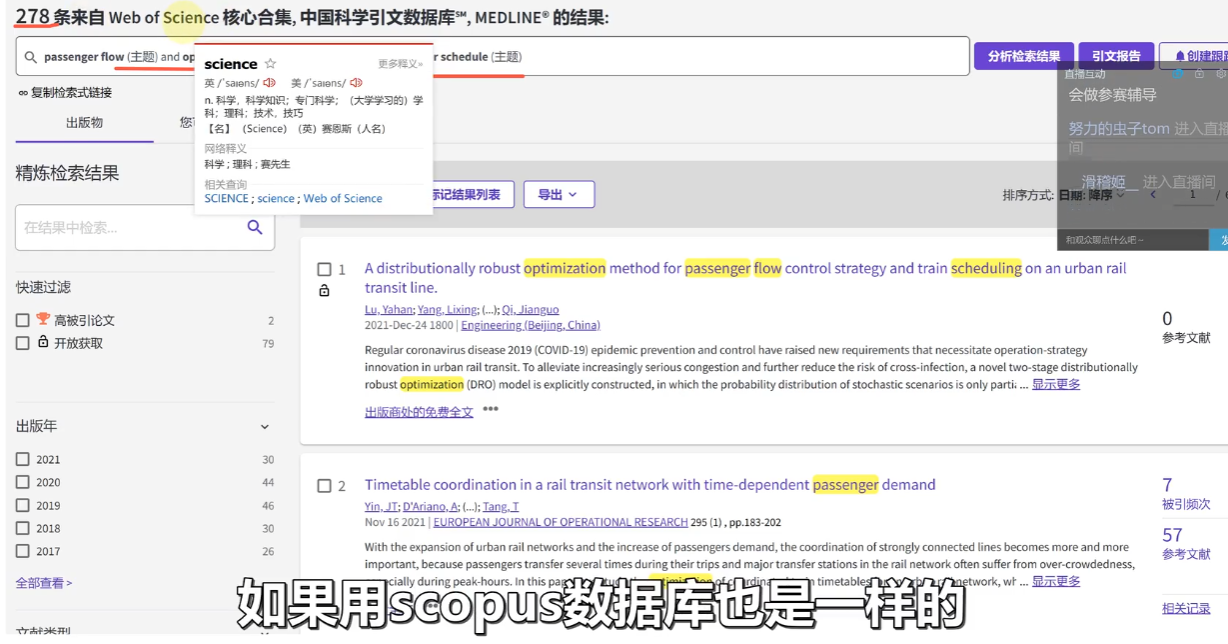 278 条来自 Web of Science 核心合集, 中国科学引文数据库℠, MEDLINE® 的结果:
passenger flow (主题) and op
r schedule (主题)
分析检索结果
引文报告
创建跟踪
复制检索式链接
出版物
您
science 更多释义»
英 /'saɪəns/ 美 /'saɪəns/
n. 科学，科学知识；专门科学；（大学学习的）学
科；理科；技术，技巧
【名】 （Science）（英）赛恩斯（人名）
网络释义
科学 ; 理科 ; 赛先生
相关查询
SCIENCE ; science ; Web of Science
直播互动
会做参赛辅导
努力的虫子tom 进入直播
间
_滑稽姬__ 进入直播间
和观众聊点什么吧~
发
精炼检索结果
在结果中检索...
标记结果列表
导出
排序方式: 日期: 降序
1 /
快速过滤
高被引论文 2
开放获取 79
出版年
2021 30
2020 44
2019 46
2018 30
2017 26
全部查看>
文献类型
1 A distributionally robust optimization method for passenger flow control strategy and train scheduling on an urban rail
transit line.
Lu, Yahan; Yang, Lixing; (...); Qi, Jianguo
2021-Dec-24 1800 | Engineering (Beijing, China)
Regular coronavirus disease 2019 (COVID-19) epidemic prevention and control have raised new requirements that necessitate operation-strategy
innovation in urban rail transit. To alleviate increasingly serious congestion and further reduce the risk of cross-infection, a novel two-stage distributionally
robust optimization (DRO) model is explicitly constructed, in which the probability distribution of stochastic scenarios is only parti... 显示更多
出版商处的免费全文 •••
0
参考文献
2 Timetable coordination in a rail transit network with time-dependent passenger demand
Yin, JT; D'Ariano, A; (...); Tang, T
Nov 16 2021 | EUROPEAN JOURNAL OF OPERATIONAL RESEARCH 295 (1) , pp.183-202
With the expansion of urban rail networks and the increase of passengers demand, the coordination of strongly connected lines becomes more and more
important, because passengers transfer several times during their trips and major transfer stations in the rail network often suffer from over-crowdedness,
especially during peak-hours. In this pap
network, wh ... 显示更多
7
被引频次
57
参考文献
相关记录
如果用scopus数据库也是一样的